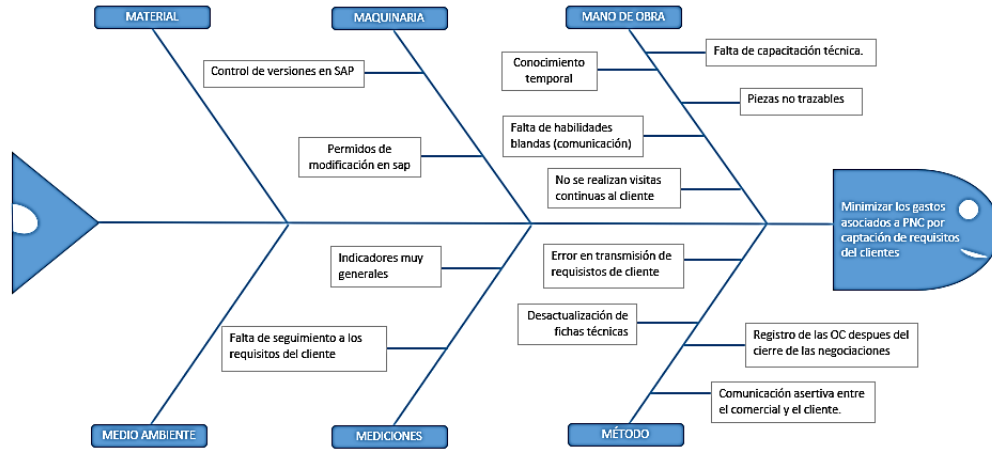 MATERIAL
MAQUINARIA
MANO DE OBRA
Control de versiones en SAP
Permidos de
modificación en sap
Conocimiento
temporal
Falta de capacitación técnica.
Piezas no trazables
Falta de habilidades
blandas (comunicación)
No se realizan visitas
continuas al cliente
Minimizar los gastos
asociados a PNC por
captación de requisitos
del clientes
Indicadores muy
generales
Falta de seguimiento a los
requisitos del cliente
Error en transmisión de
requisistos de cliente
Desactualización de
fichas técnicas
Registro de las OC despues del
cierre de las negociaciones
Comunicación asertiva entre
el comercial y el cliente.
MEDIO AMBIENTE
MEDICIONES
MÉTODO